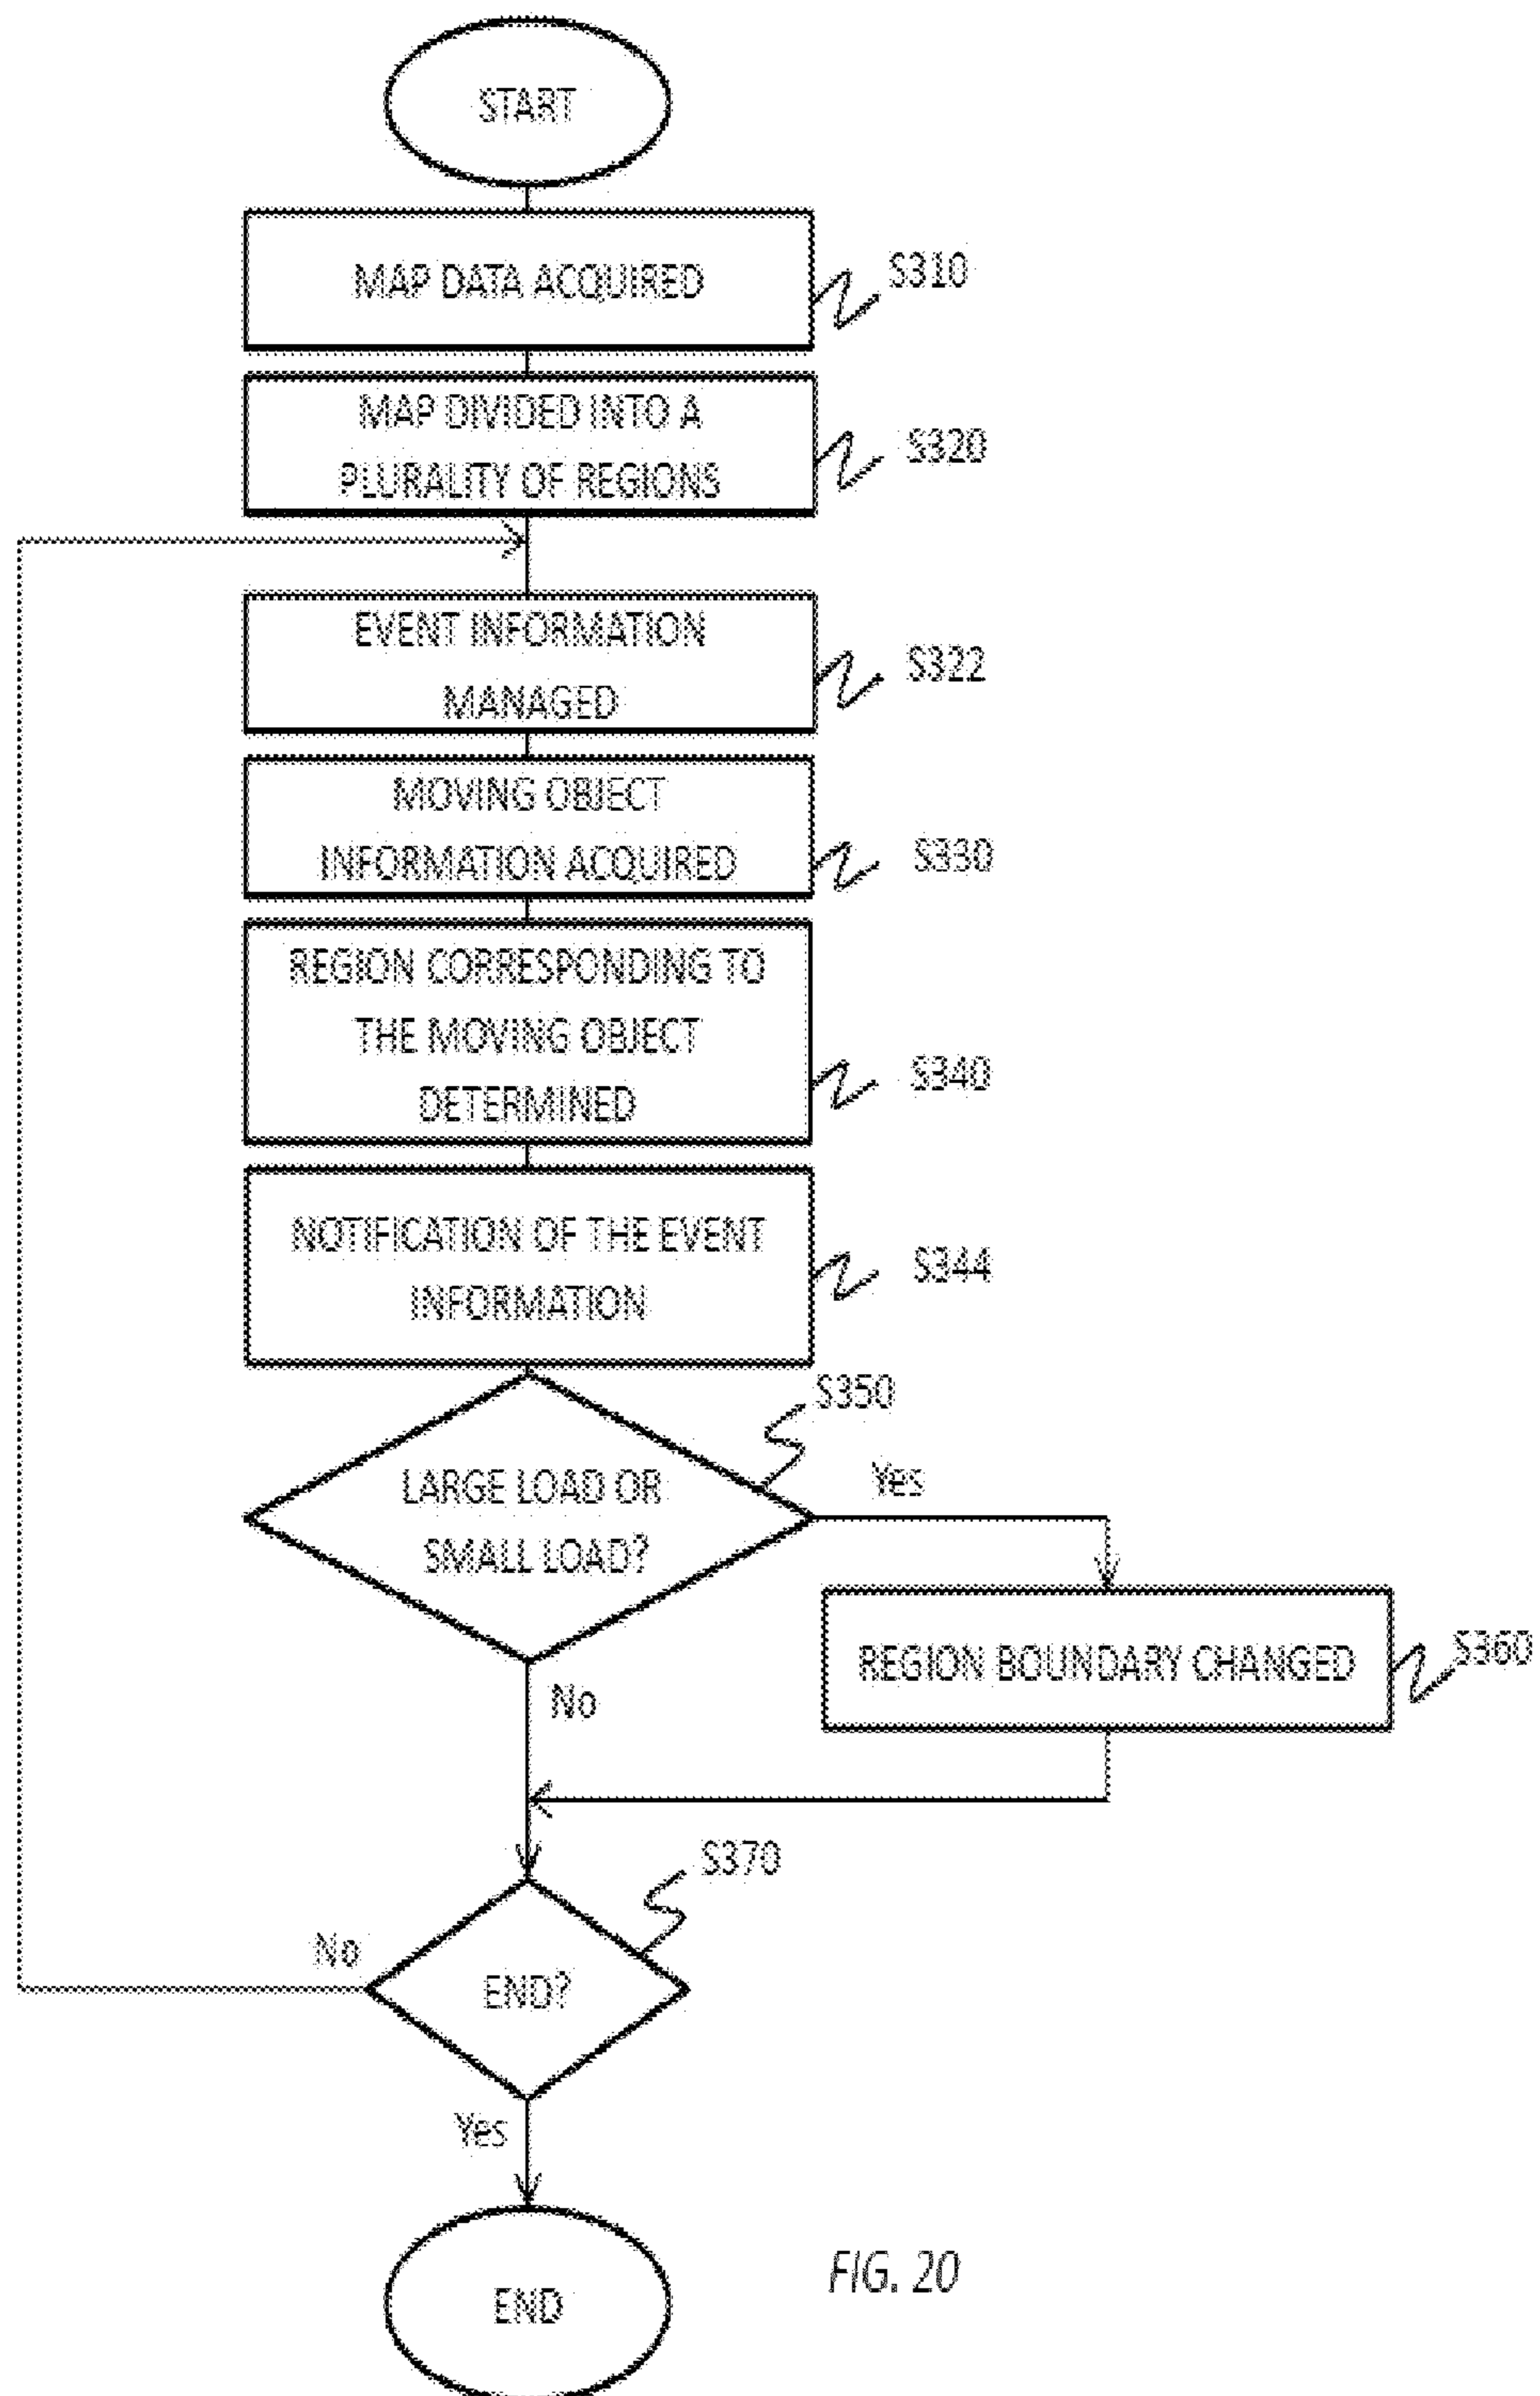 START
MAP DATA ACQUIRED
S310
MAP DIVIDED INTO A
PLURALITY OF REGIONS
S320
EVENT INFORMATION
MANAGED
S322
MOVING OBJECT
INFORMATION ACQUIRED
S330
REGION CORRESPONDING TO
THE MOVING OBJECT
DETERMINED
S340
NOTIFICATION OF THE EVENT
INFORMATION
S344
S350
LARGE LOAD OR
SMALL LOAD?
Yes
REGION BOUNDARY CHANGED
S360
No
S370
No
END?
Yes
END
FIG. 20